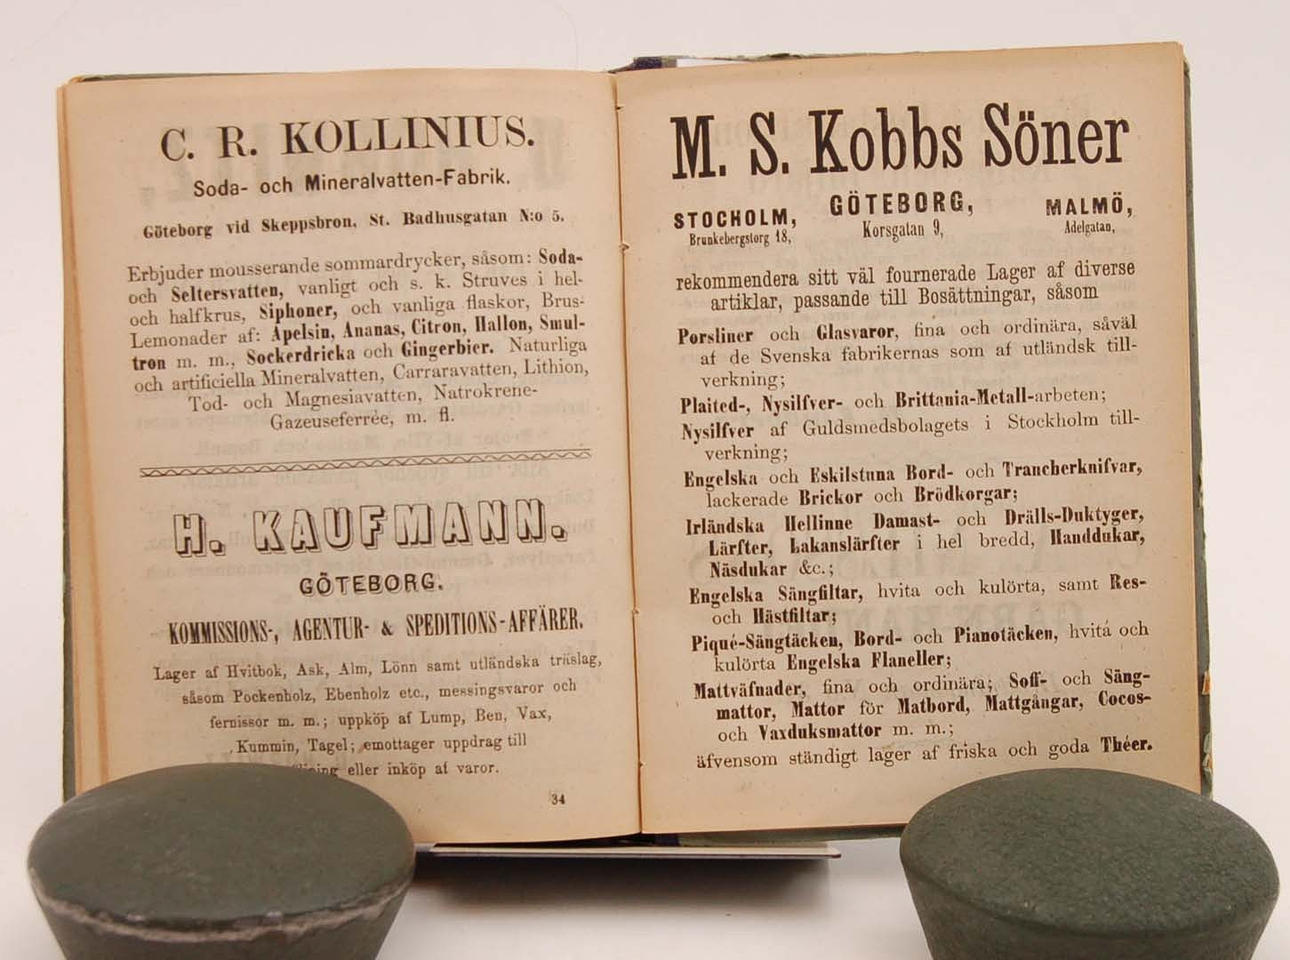 C. R. KOLLINIUS.
Soda- och Mineralvatten-Fabrik.
Göteborg vid Skeppsbron, St. Badhusgatan N:o 5.
Erbjuder mousserande sommardrycker, såsom: Soda-
och Seltersvatten, vanligt och s. k. Struves i hel-
och halfkrus, Siphoner, och vanliga flaskor, Brus-
Lemonader af: Apelsin, Ananas, Citron, Hallon, Smul-
tron m. m., Sockerdricka och Gingerbier. Naturliga
och artificiella Mineralvatten, Carraravatten, Lithion,
Tod- och Magnesiavatten, Natrokrene-
Gazeuseferrée, m. fl.
H. KAUFMANN.
GÖTEBORG.
KOMMISSIONS-, AGENTUR- & SPEDITIONS-AFFÄRER.
Lager af Hvitbok, Ask, Alm, Lönn samt utländska träslag,
såsom Pockenholz, Ebenholz etc., messingsvaror och
fernissor m. m.; uppköp af Lump, Ben, Vax,
Kummin, Tagel; emottager uppdrag till
eller inköp af varor.
34
M. S. Kobbs Söner
STOCHOLM, GÖTEBORG, MALMÖ,
Brunkebergstorg 18, Korsgatan 9, Adelgatan,
rekommendera sitt väl fournerade Lager af diverse
artiklar, passande till Bosättningar, såsom
Porsliner och Glasvaror, fina och ordinära, såväl
af de Svenska fabrikernas som af utländsk till-
verkning;
Plaited-, Nysilfver- och Brittania-Metall-arbeten;
Nysilfver af Guldsmedsbolagets i Stockholm till-
verkning;
Engelska och Eskilstuna Bord- och Trancherknifvar,
lackerade Brickor och Brödkorgar;
Irländska Hellinne Damast- och Drälls-Duktyger,
Lärfter, Lakanslärfter i hel bredd, Handdukar,
Näsdukar &c.;
Engelska Sängfiltar, hvita och kulörta, samt Res-
och Hästfiltar;
Piqué-Sängtäcken, Bord- och Pianotäcken, hvita och
kulörta Engelska Flaneller;
Mattväfnader, fina och ordinära; Soff- och Säng-
mattor, Mattor för Matbord, Mattgångar, Cocos-
och Vaxduksmattor m. m.;
äfvensom ständigt lager af friska och goda Théer.